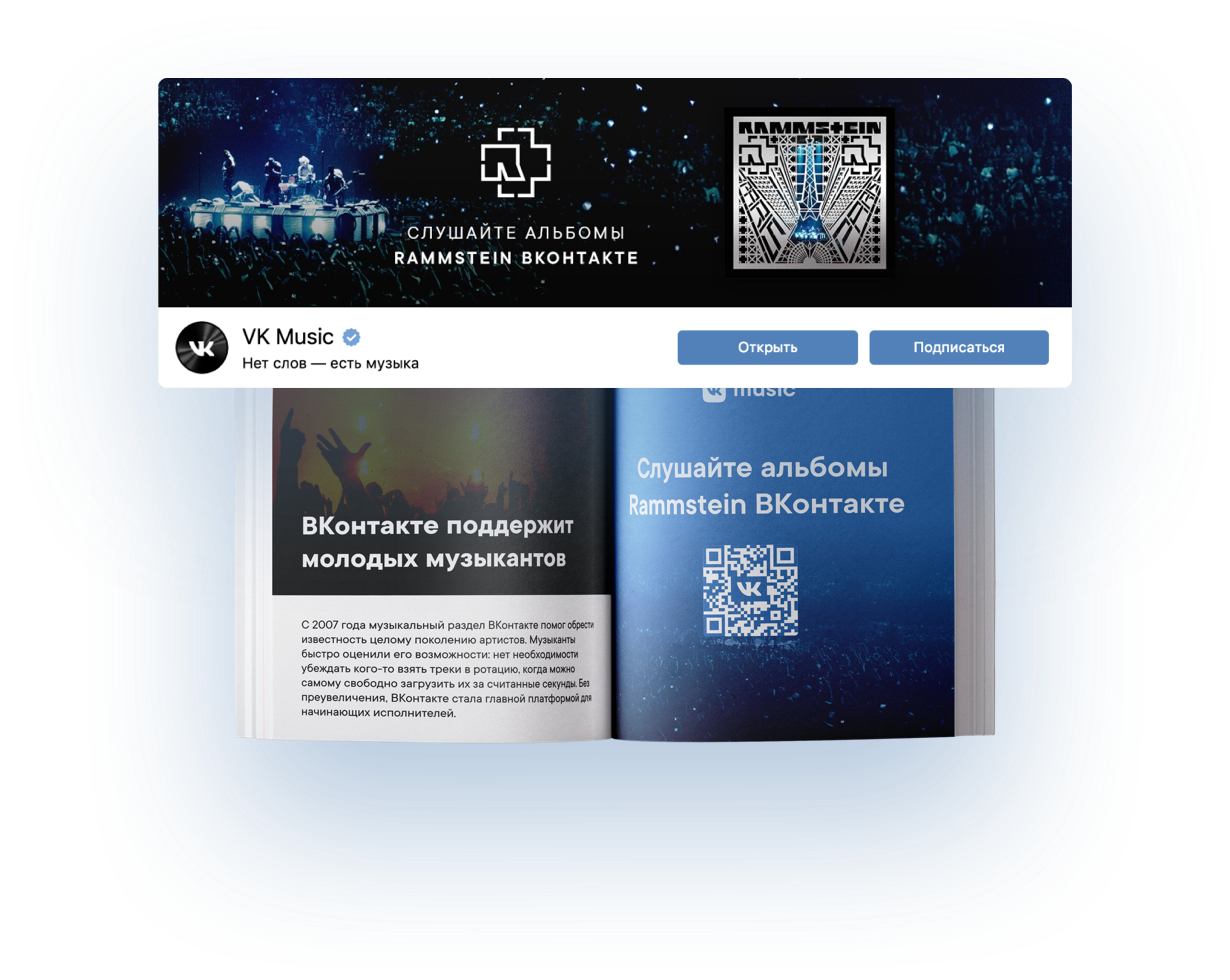 RAMMSTEIN
СЛУШАЙТЕ АЛЬБОМЫ
RAMMSTEIN ВКОНТАКТЕ
VK Music
Нет слов — есть музыка
Открыть
Подписаться
ВКонтакте поддержит
молодых музыкантов
С 2007 года музыкальный раздел ВКонтакте помог обрести
известность целому поколению артистов. Музыканты
быстро оценили его возможности: нет необходимости
убеждать кого-то взять треки в ротацию, когда можно
самому свободно загрузить их за считанные секунды. Без
преувеличения, ВКонтакте стала главной платформой для
начинающих исполнителей.
music
Слушайте альбомы
Rammstein ВКонтакте